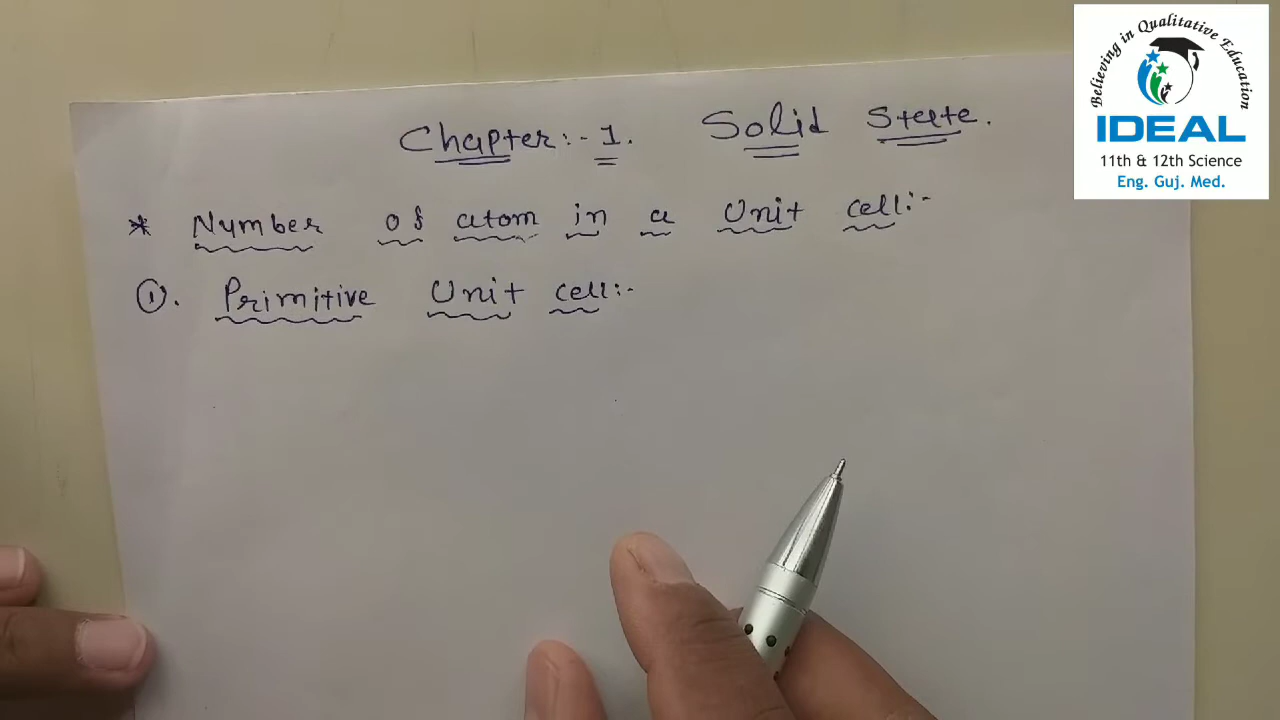 Believing in Qualitative Education
IDEAL
11th & 12th Science
Eng. Guj. Med.
Chapter:- 1. Solid State.
* Number of atom in a Unit cell:-
①. Primitive Unit cell:-